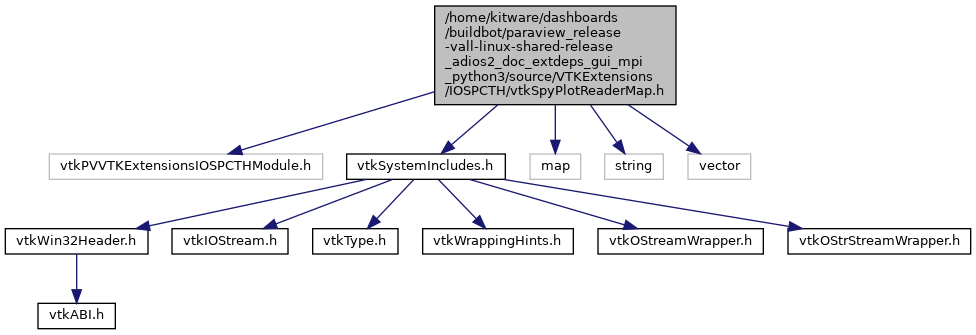 /home/kitware/dashboards
/buildbot/paraview_release
-vall-linux-shared-release
_adios2_doc_extdeps_gui_mpi
_python3/source/VTKExtensions
/IOSPCTH/vtkSpyPlotReaderMap.h
vtkPVVTKExtensionsIOSPCTHModule.h
vtkSystemIncludes.h
map
string
vector
vtkWin32Header.h
vtkIOStream.h
vtkType.h
vtkWrappingHints.h
vtkOStreamWrapper.h
vtkOStrStreamWrapper.h
vtkABI.h